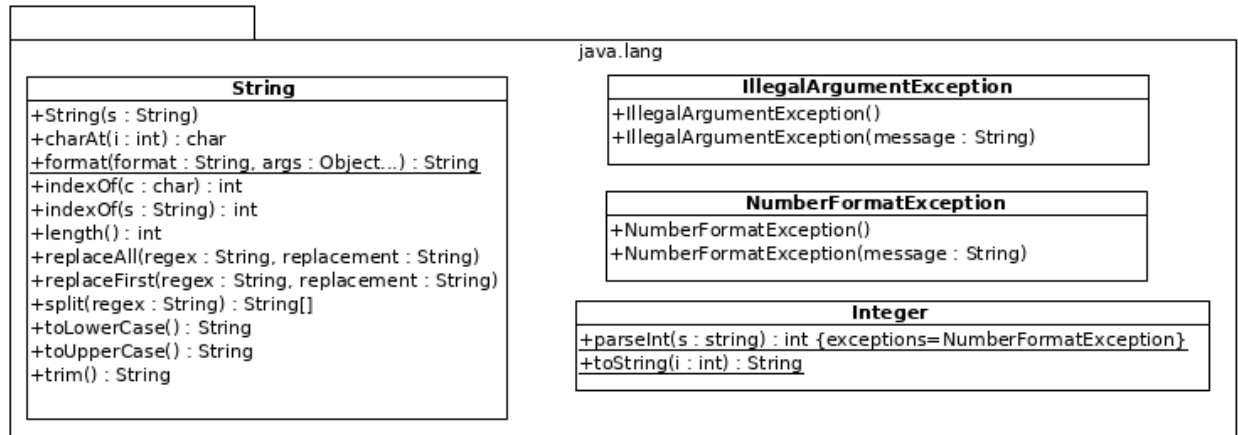 java.lang
String
+String(s : String)
+charAt(i : int) : char
+format(format : String, args : Object...) : String
+indexOf(c : char) : int
+indexOf(s : String) : int
+length() : int
+replaceAll(regex : String, replacement : String)
+replaceFirst(regex : String, replacement : String)
+split(regex : String) : String[]
+toLowerCase() : String
+toUpperCase() : String
+trim() : String
IllegalArgumentException
+IllegalArgumentException()
+IllegalArgumentException(message : String)
NumberFormatException
+NumberFormatException()
+NumberFormatException(message : String)
Integer
+parseInt(s : string) : int {exceptions=NumberFormatException}
+toString(i : int) : String